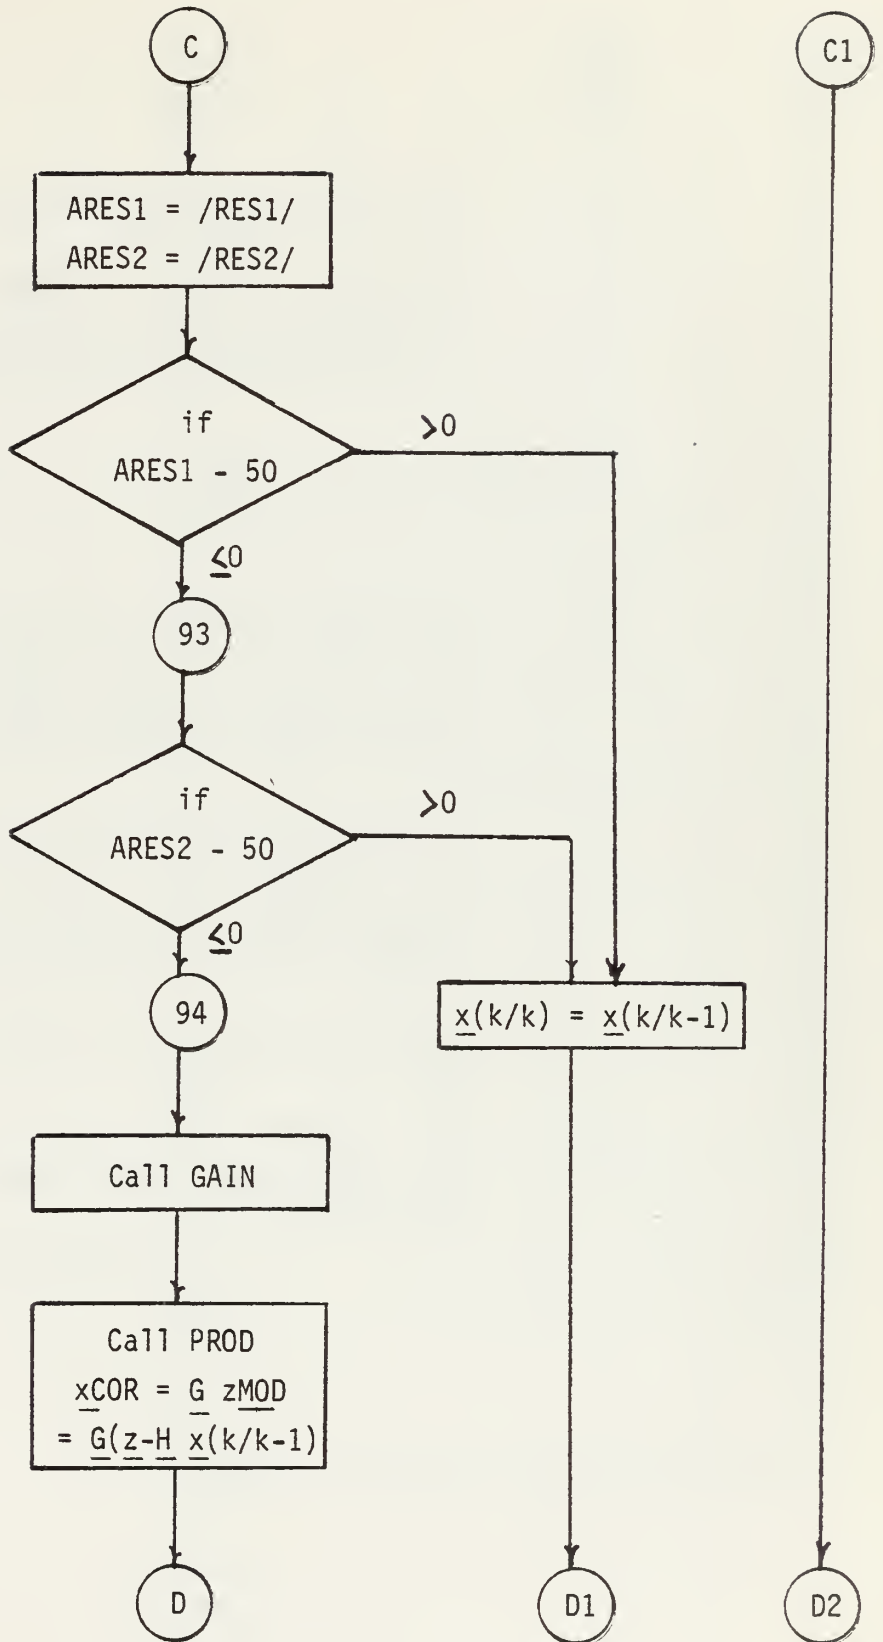 C
C1
ARES1 = /RES1/
ARES2 = /RES2/
if
ARES1 - 50
>0
≤0
93
if
ARES2 - 50
>0
≤0
94
x(k/k) = x(k/k-1)
Call GAIN
Call PROD
xCOR = G zMOD
= G(z-H x(k/k-1)
D
D1
D2